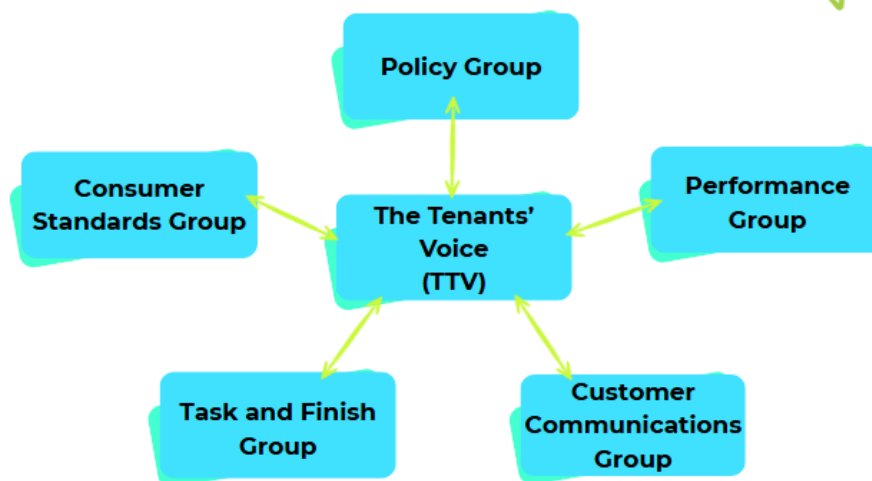 Policy Group
Consumer
Standards Group
The Tenants’
Voice
(TTV)
Performance
Group
Task and Finish
Group
Customer
Communications
Group